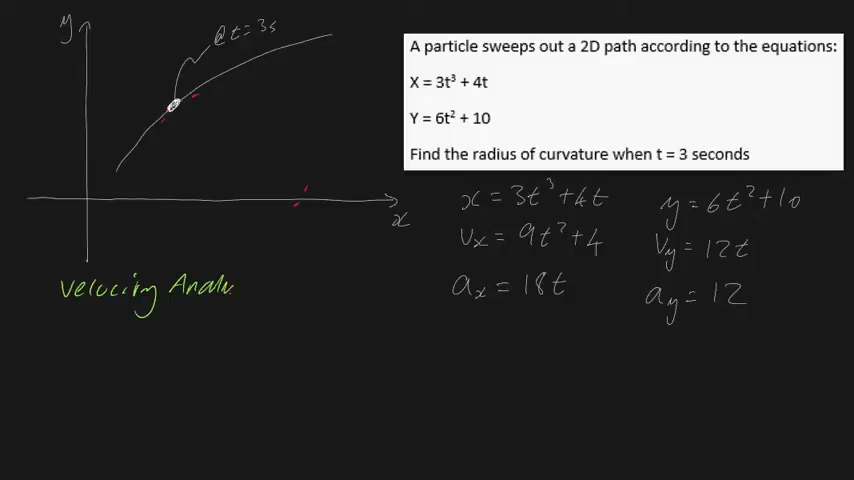 y
@ t = 3s
x
A particle sweeps out a 2D path according to the equations:
X = 3t³ + 4t
Y = 6t² + 10
Find the radius of curvature when t = 3 seconds
x = 3t³ + 4t
y = 6t² + 10
Vx = 9t² + 4
Vy = 12t
ax = 18t
ay = 12
Velocity Analy